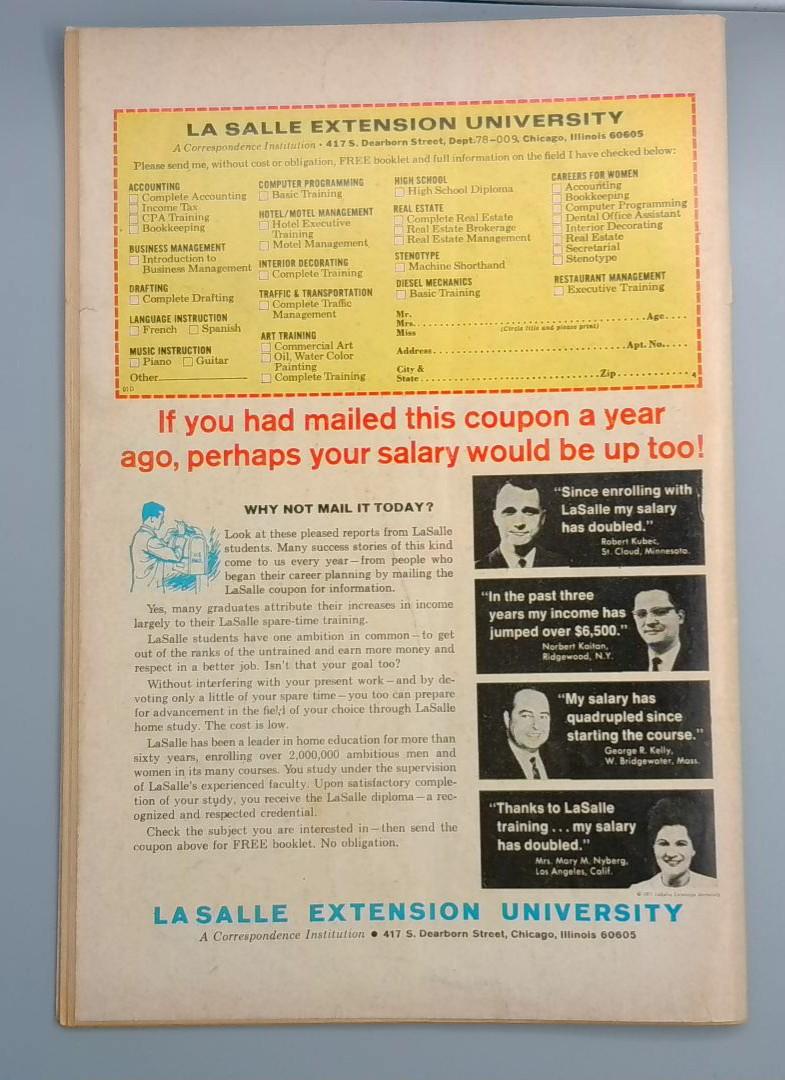 LA SALLE EXTENSION UNIVERSITY
A Correspondence Institution • 417 S. Dearborn Street, Dept. 78-009, Chicago, Illinois 60605
Please send me, without cost or obligation, FREE booklet and full information on the field I have checked below:
ACCOUNTING
Complete Accounting
Income Tax
CPA Training
Bookkeeping
BUSINESS MANAGEMENT
Introduction to
Business Management
DRAFTING
Complete Drafting
LANGUAGE INSTRUCTION
French Spanish
MUSIC INSTRUCTION
Piano Guitar
Other
COMPUTER PROGRAMMING
Basic Training
HOTEL/MOTEL MANAGEMENT
Hotel Executive
Training
Motel Management
INTERIOR DECORATING
Complete Training
TRAFFIC & TRANSPORTATION
Complete Traffic
Management
ART TRAINING
Commercial Art
Oil, Water Color
Painting
Complete Training
HIGH SCHOOL
High School Diploma
REAL ESTATE
Complete Real Estate
Real Estate Brokerage
Real Estate Management
STENOTYPE
Machine Shorthand
DIESEL MECHANICS
Basic Training
CAREERS FOR WOMEN
Accounting
Bookkeeping
Computer Programming
Dental Office Assistant
Interior Decorating
Real Estate
Secretarial
Stenotype
RESTAURANT MANAGEMENT
Executive Training
Mr.
Mrs. Age
Miss (Circle title and please print)
Address Apt. No.
City &
State Zip
If you had mailed this coupon a year
ago, perhaps your salary would be up too!
WHY NOT MAIL IT TODAY?
Look at these pleased reports from LaSalle
students. Many success stories of this kind
come to us every year—from people who
began their career planning by mailing the
LaSalle coupon for information.
Yes, many graduates attribute their increases in income
largely to their LaSalle spare-time training.
LaSalle students have one ambition in common—to get
out of the ranks of the untrained and earn more money and
respect in a better job. Isn't that your goal too?
Without interfering with your present work—and by de-
voting only a little of your spare time—you too can prepare
for advancement in the field of your choice through LaSalle
home study. The cost is low.
LaSalle has been a leader in home education for more than
sixty years, enrolling over 2,000,000 ambitious men and
women in its many courses. You study under the supervision
of LaSalle's experienced faculty. Upon satisfactory comple-
tion of your study, you receive the LaSalle diploma—a rec-
ognized and respected credential.
Check the subject you are interested in—then send the
coupon above for FREE booklet. No obligation.
"Since enrolling with
LaSalle my salary
has doubled."
Robert Kubec,
St. Cloud, Minnesota.
"In the past three
years my income has
jumped over $6,500."
Norbert Kaitan,
Ridgewood, N.Y.
"My salary has
quadrupled since
starting the course."
George R. Kelly,
W. Bridgewater, Mass.
"Thanks to LaSalle
training...my salary
has doubled."
Mrs. Mary M. Nyberg,
Los Angeles, Calif.
LA SALLE EXTENSION UNIVERSITY
A Correspondence Institution • 417 S. Dearborn Street, Chicago, Illinois 60605